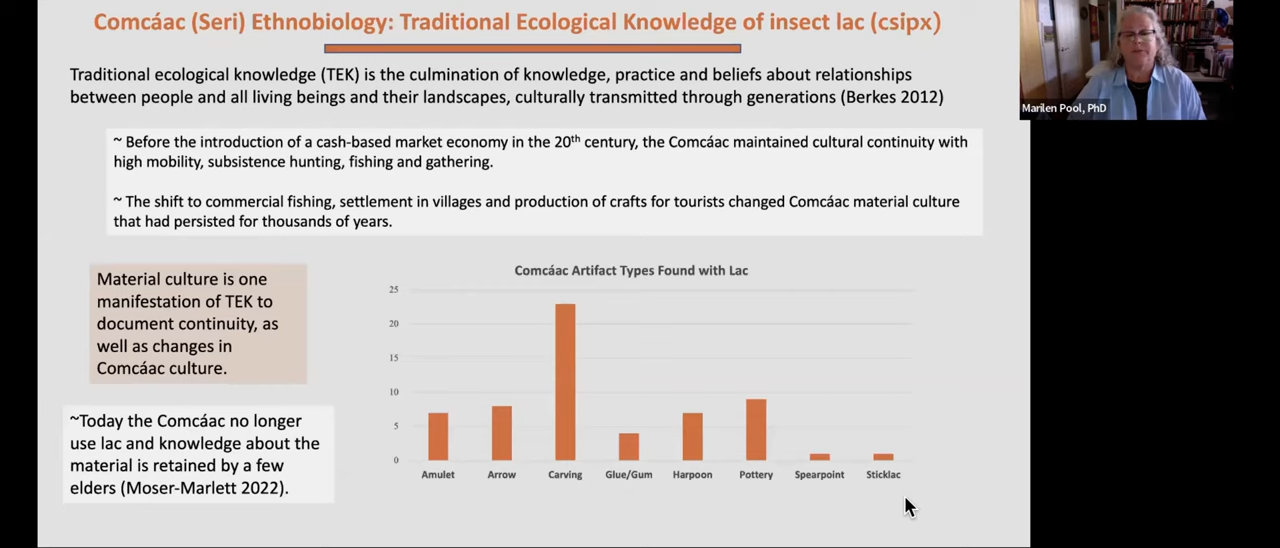 Comcáac (Seri) Ethnobiology: Traditional Ecological Knowledge of insect lac (csipx)
Marilen Pool, PhD
Traditional ecological knowledge (TEK) is the culmination of knowledge, practice and beliefs about relationships
between people and all living beings and their landscapes, culturally transmitted through generations (Berkes 2012)
~ Before the introduction of a cash-based market economy in the 20th century, the Comcáac maintained cultural continuity with
high mobility, subsistence hunting, fishing and gathering.
~ The shift to commercial fishing, settlement in villages and production of crafts for tourists changed Comcáac material culture
that had persisted for thousands of years.
Material culture is one
manifestation of TEK to
document continuity, as
well as changes in
Comcáac culture.
~Today the Comcáac no longer
use lac and knowledge about the
material is retained by a few
elders (Moser-Marlett 2022).
Comcáac Artifact Types Found with Lac
25
20
15
10
5
0
Amulet Arrow Carving Glue/Gum Harpoon Pottery Spearpoint Sticklac